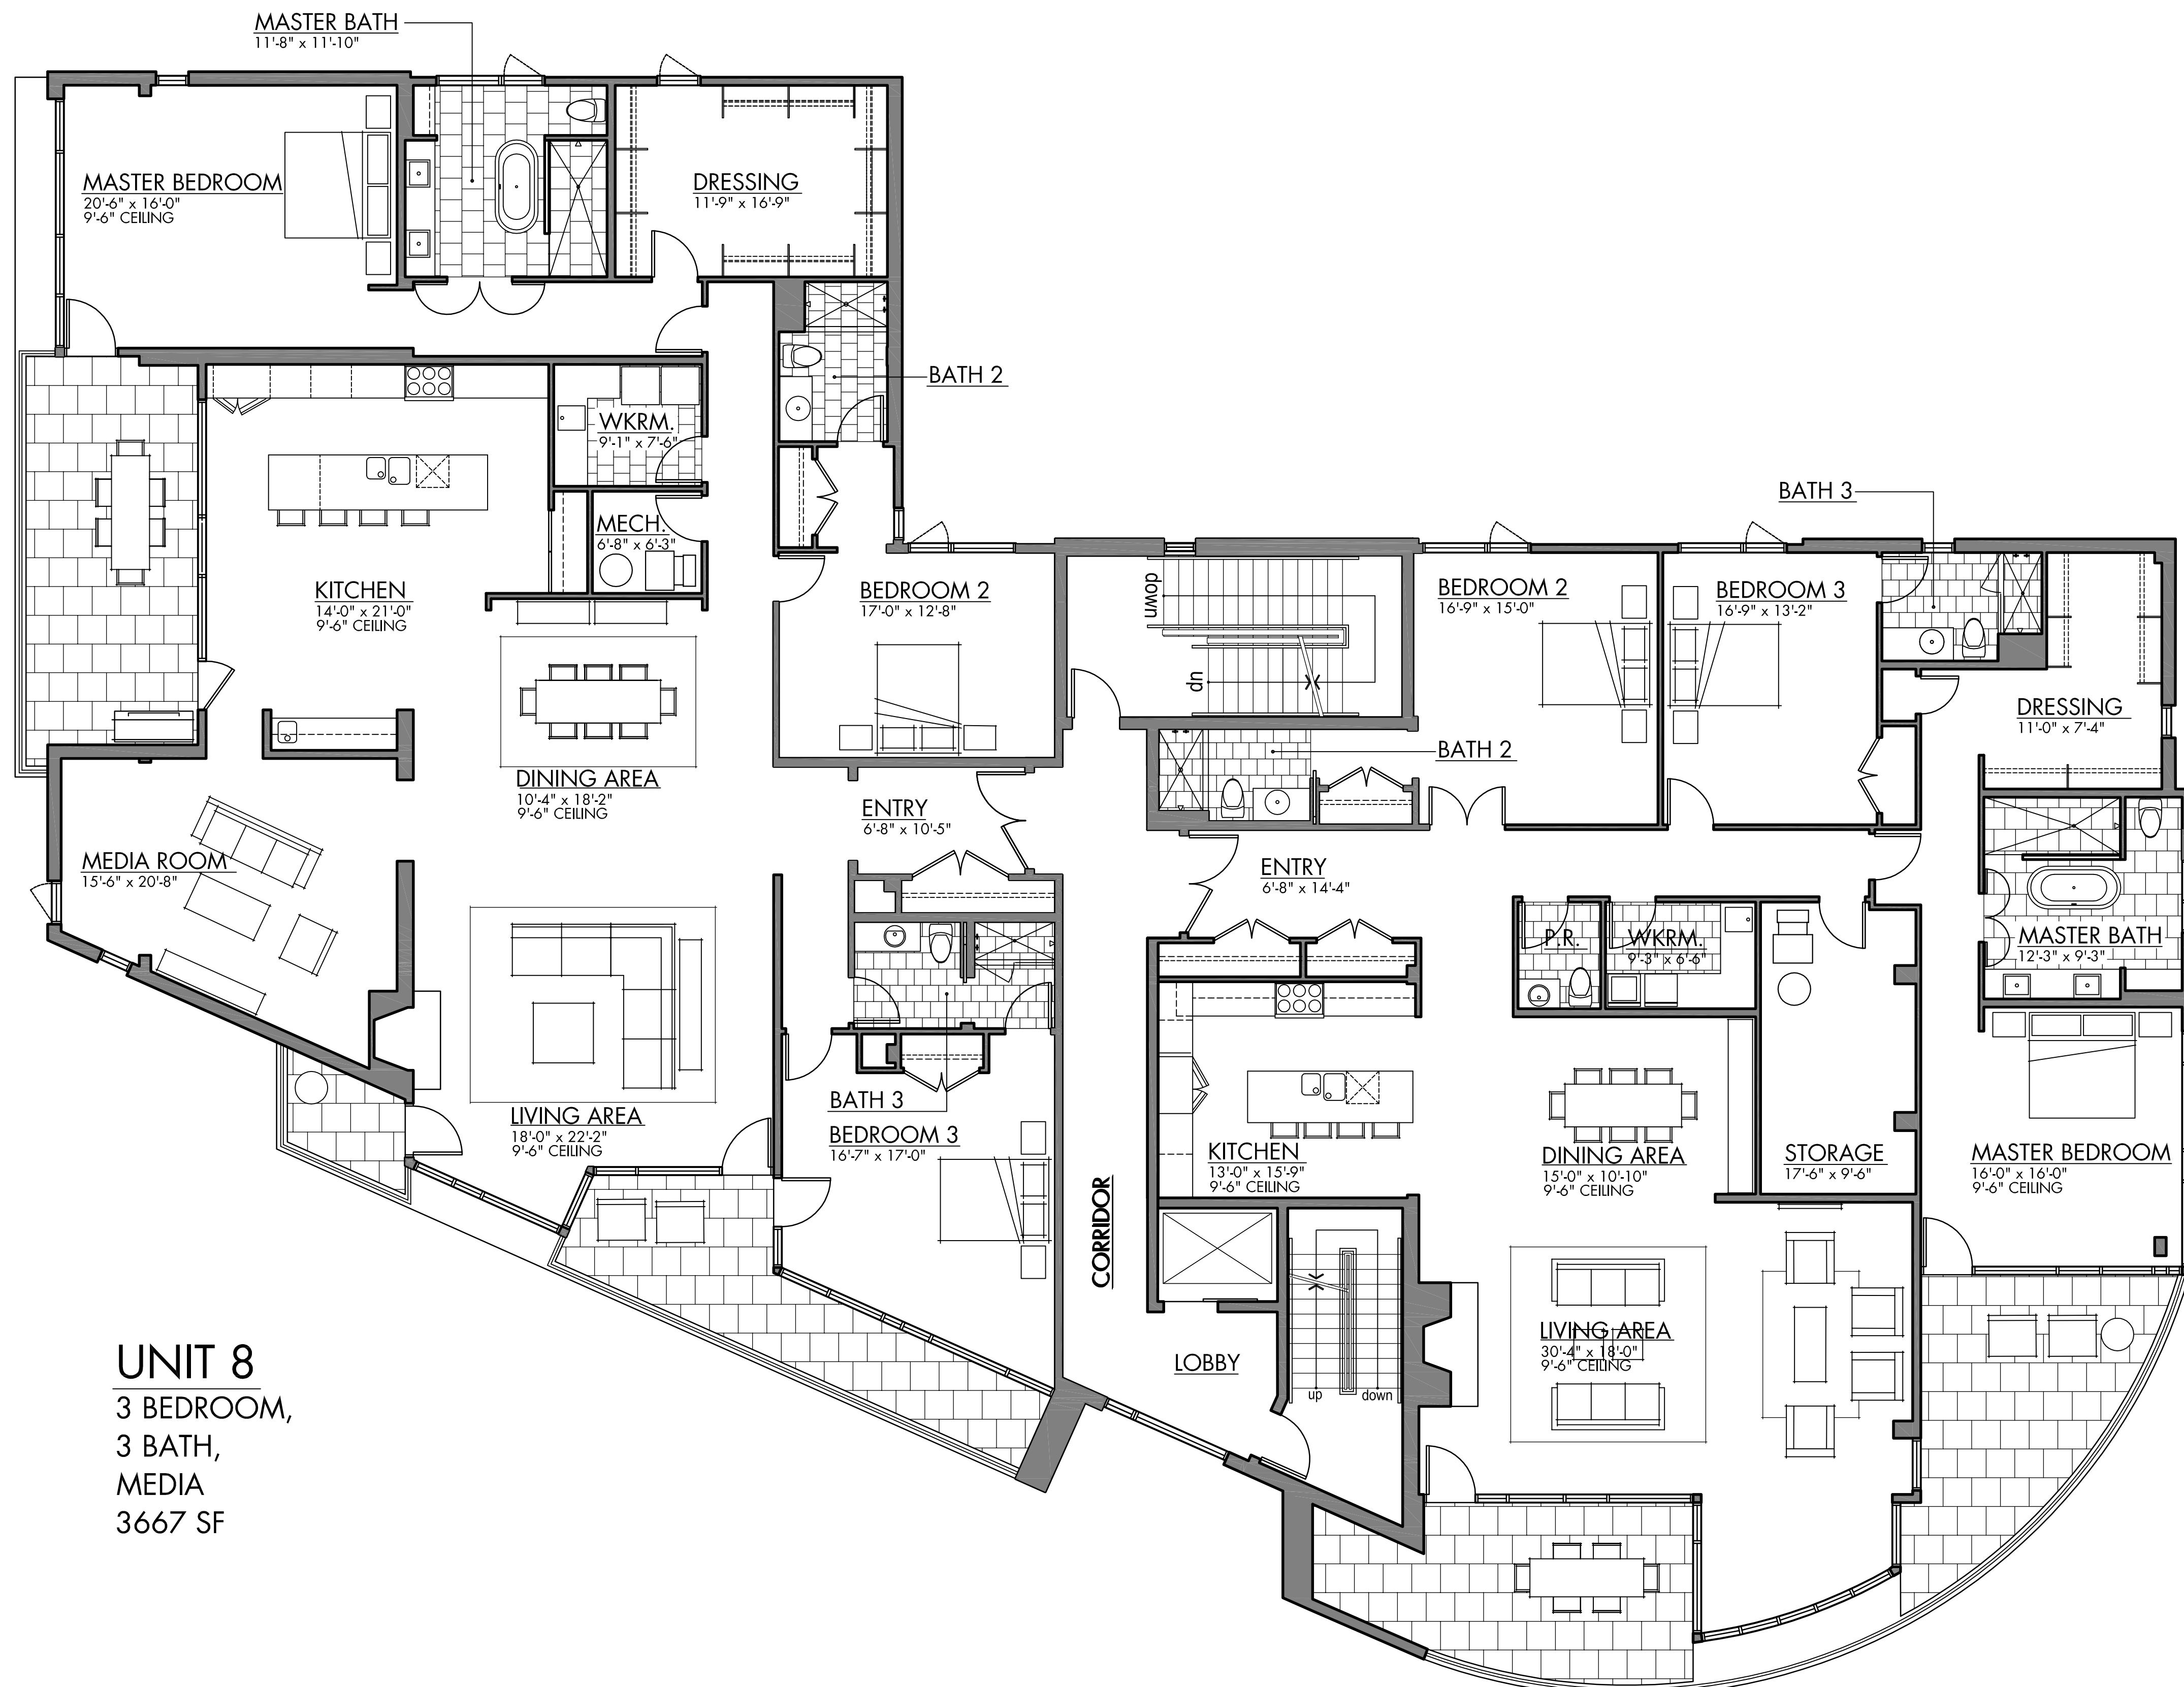 MASTER BATH
11'-8" x 11'-10"
MASTER BEDROOM
20'-6" x 16'-0"
9'-6" CEILING
DRESSING
11'-9" x 16'-9"
BATH 2
WKRM.
9'-1" x 7'-6"
MECH.
6'-8" x 6'-3"
KITCHEN
14'-0" x 21'-0"
9'-6" CEILING
BEDROOM 2
17'-0" x 12'-8"
DINING AREA
10'-4" x 18'-2"
9'-6" CEILING
ENTRY
6'-8" x 10'-5"
MEDIA ROOM
15'-6" x 20'-8"
LIVING AREA
18'-0" x 22'-2"
9'-6" CEILING
BATH 3
BEDROOM 3
16'-7" x 17'-0"
CORRIDOR
down
up
BATH 3
BEDROOM 2
16'-9" x 15'-0"
BEDROOM 3
16'-9" x 13'-2"
DRESSING
11'-0" x 7'-4"
BATH 2
ENTRY
6'-8" x 14'-4"
P.R.
WKRM.
9'-3" x 6'-6"
MASTER BATH
12'-3" x 9'-3"
KITCHEN
13'-0" x 15'-9"
9'-6" CEILING
DINING AREA
15'-0" x 10'-10"
9'-6" CEILING
STORAGE
17'-6" x 9'-6"
MASTER BEDROOM
16'-0" x 16'-0"
9'-6" CEILING
LOBBY
up
down
LIVING AREA
30'-4" x 18'-0"
9'-6" CEILING
UNIT 8
3 BEDROOM,
3 BATH,
MEDIA
3667 SF